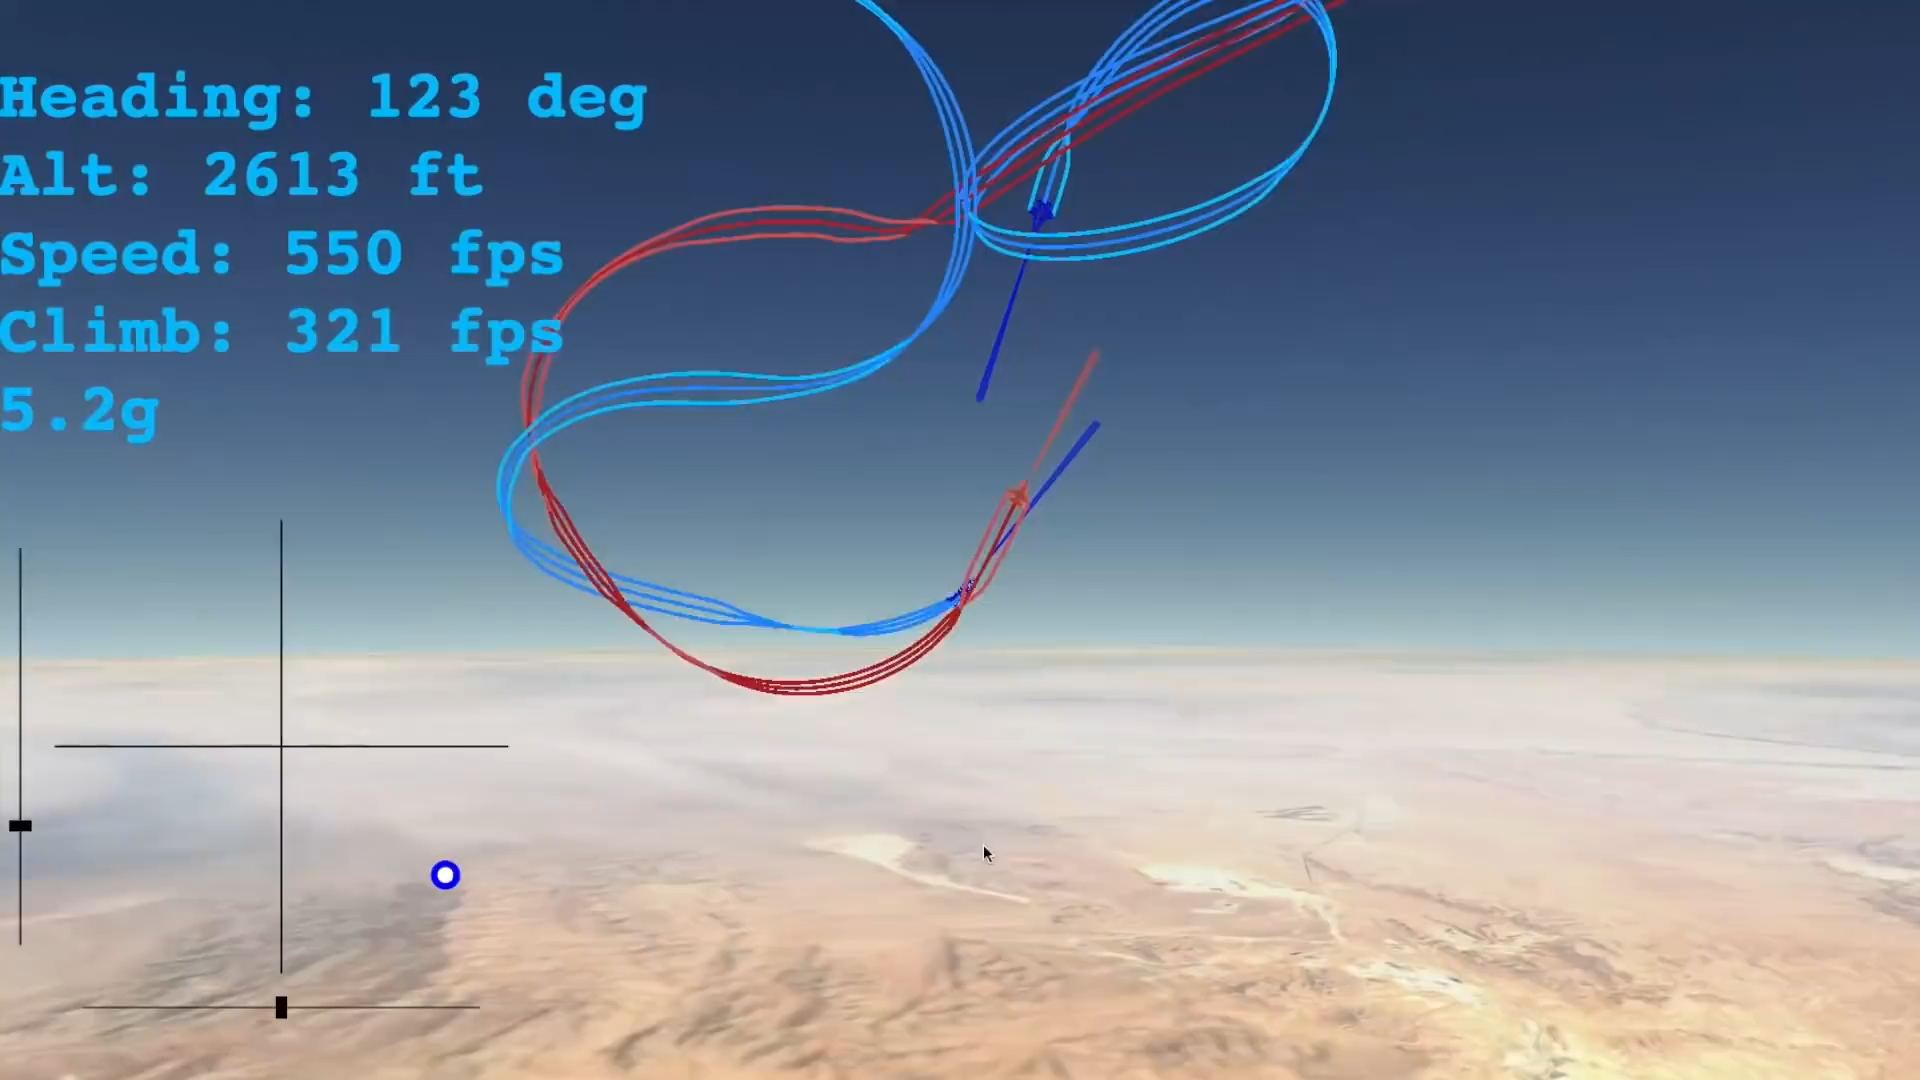 Heading: 123 deg
Alt: 2613 ft
Speed: 550 fps
Climb: 321 fps
5.2g